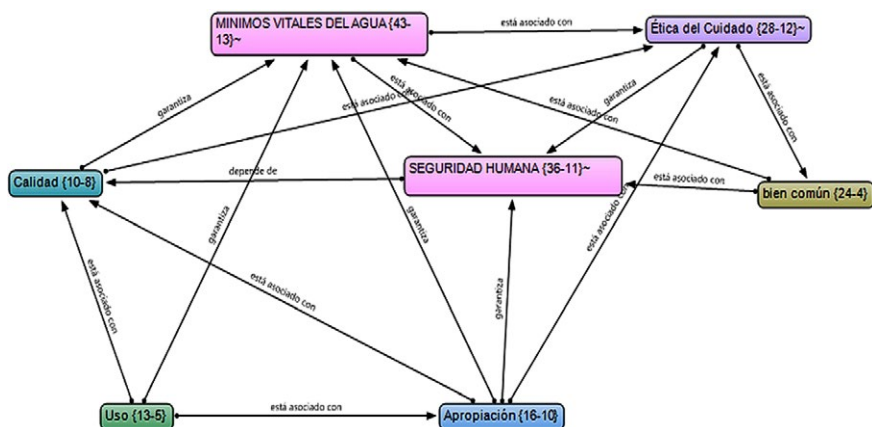 MINIMOS VITALES DEL AGUA {43-
13}~
está asociado con
Ética del Cuidado {28-12}~
garantiza
está asociado con
está asociado con
garantiza
está asociado con
está asociado con
Calidad {10-8}
depende de
SEGURIDAD HUMANA {36-11}~
está asociado con
bien común {24-4}
garantiza
garantiza
está asociado con
está asociado con
está asociado con
garantiza
Uso {13-5}
está asociado con
Apropiación {16-10}